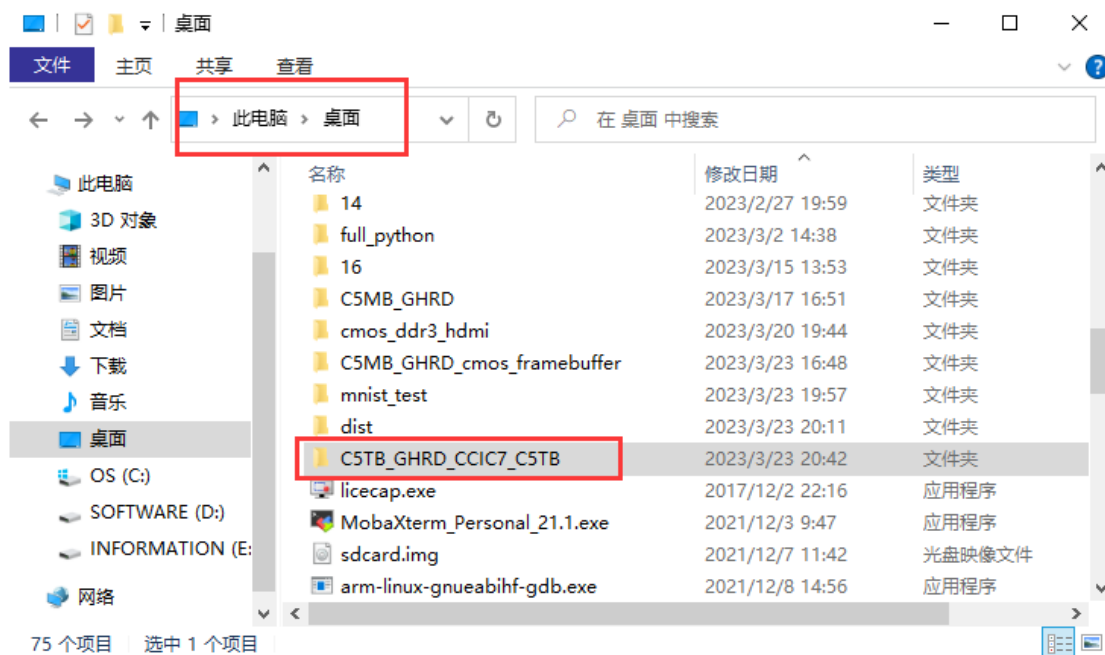 桌面
文件 主页 共享 查看
此电脑 桌面 在 桌面 中搜索
名称 修改日期 类型
此电脑
3D 对象
视频
图片
文档
下载
音乐
桌面
OS (C:)
SOFTWARE (D:)
INFORMATION (E:
网络
14 2023/2/27 19:59 文件夹
full_python 2023/3/2 14:38 文件夹
16 2023/3/15 13:53 文件夹
C5MB_GHRD 2023/3/17 16:51 文件夹
cmos_ddr3_hdmi 2023/3/20 19:44 文件夹
C5MB_GHRD_cmos_framebuffer 2023/3/23 16:48 文件夹
mnist_test 2023/3/23 19:57 文件夹
dist 2023/3/23 20:11 文件夹
C5TB_GHRD_CCIC7_C5TB 2023/3/23 20:42 文件夹
licecap.exe 2017/12/2 22:16 应用程序
MobaXterm_Personal_21.1.exe 2021/12/3 9:47 应用程序
sdcard.img 2021/12/7 11:42 光盘映像文件
arm-linux-gnueabihf-gdb.exe 2021/12/8 14:56 应用程序
75 个项目 选中 1 个项目